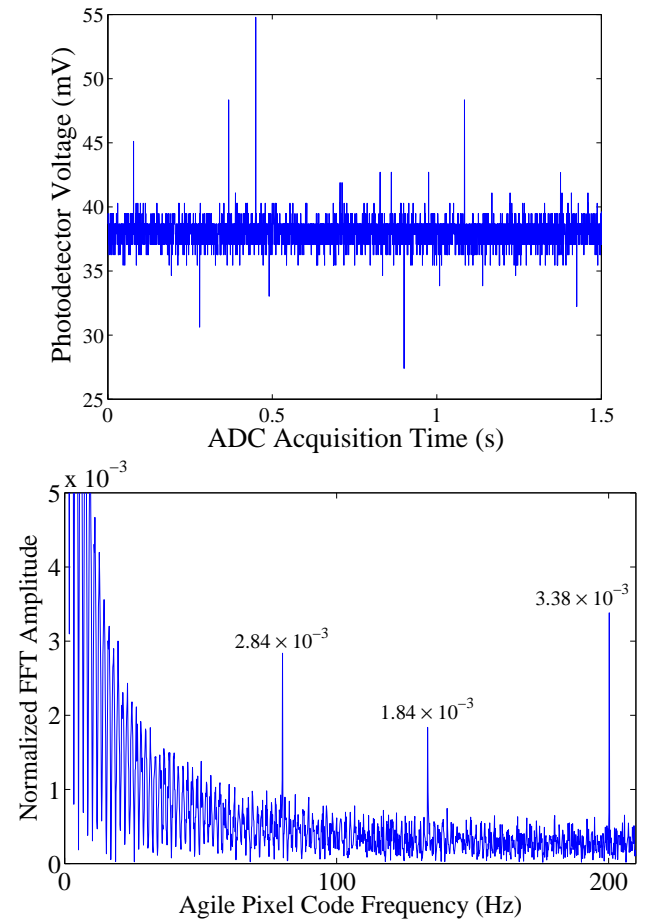 55
50
45
40
35
30
25
Photodetector Voltage (mV)
0
0.5
1
1.5
ADC Acquisition Time (s)
5 x 10⁻³
4
3
2
1
0
Normalized FFT Amplitude
2.84 × 10⁻³
1.84 × 10⁻³
3.38 × 10⁻³
0
100
200
Agile Pixel Code Frequency (Hz)